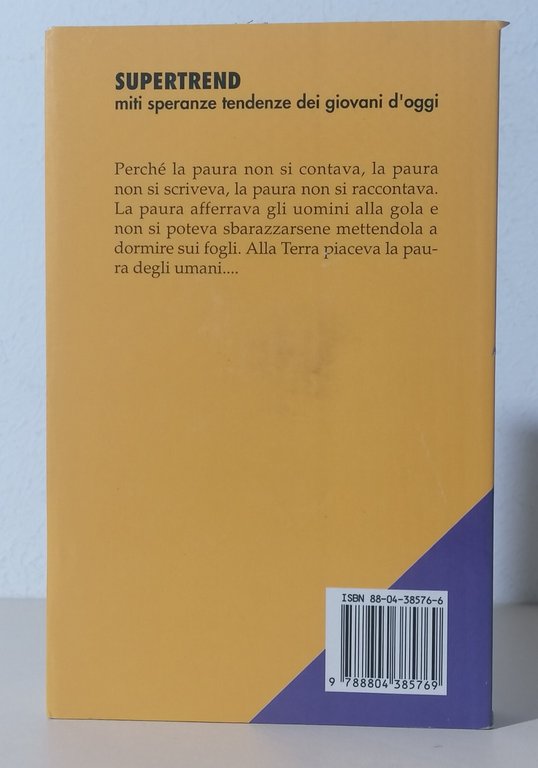 SUPERTREND
miti speranze tendenze dei giovani d'oggi
Perché la paura non si contava, la paura
non si scriveva, la paura non si raccontava.
La paura afferrava gli uomini alla gola e
non si poteva sbarazzarsene mettendola a
dormire sui fogli. Alla Terra piaceva la pau-
ra degli umani....
ISBN 88-04-38576-6
9 788804 385769